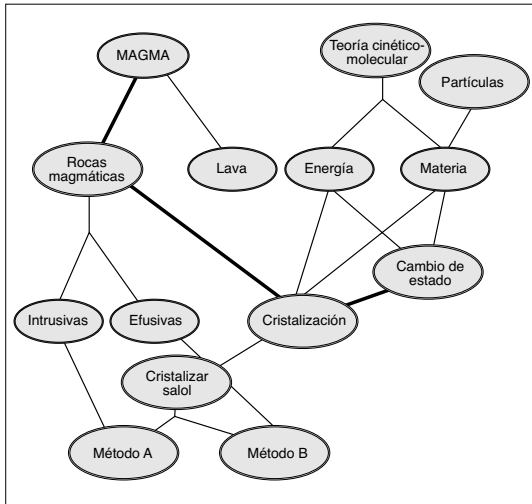 Teoría cinético-
molecular
MAGMA
Partículas
Rocas
magmáticas
Lava
Energía
Materia
Cambio de
estado
Intrusivas
Efusivas
Cristalización
Cristalizar
salol
Método A
Método B